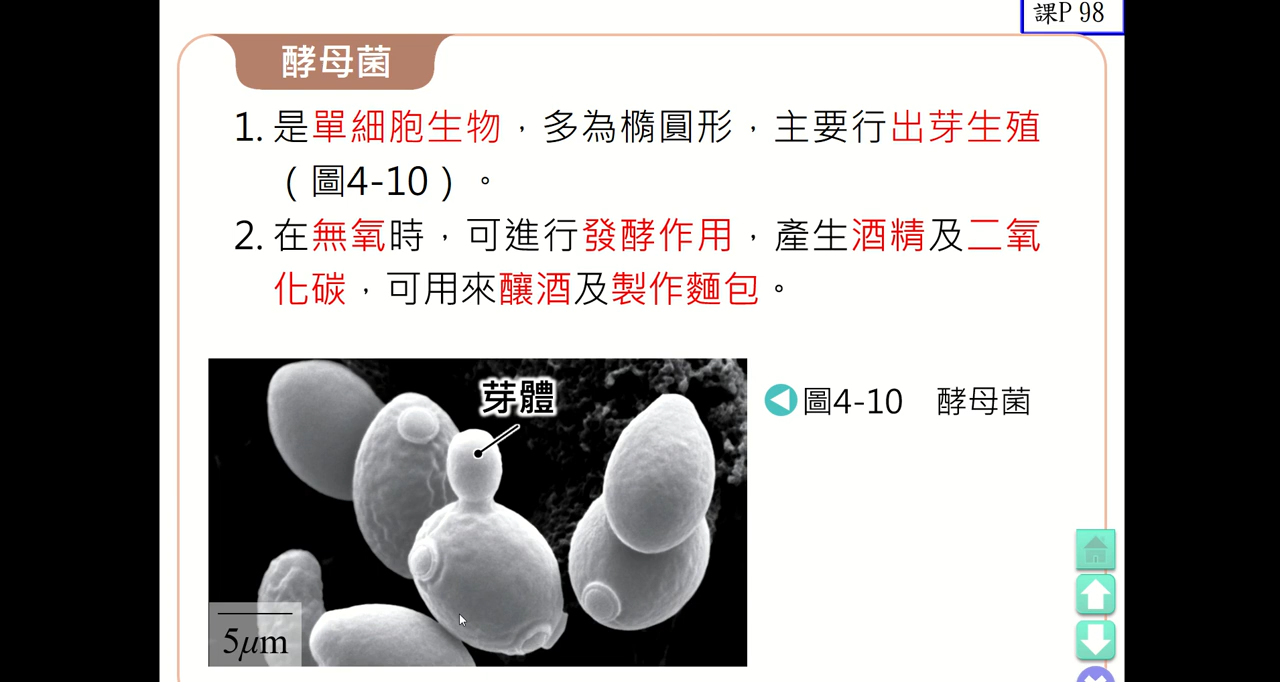 課P 98
酵母菌
1. 是單細胞生物，多為橢圓形，主要行出芽生殖
（圖4-10）。
2. 在無氧時，可進行發酵作用，產生酒精及二氧
化碳，可用來釀酒及製作麵包。
芽體
圖4-10　酵母菌
5μm